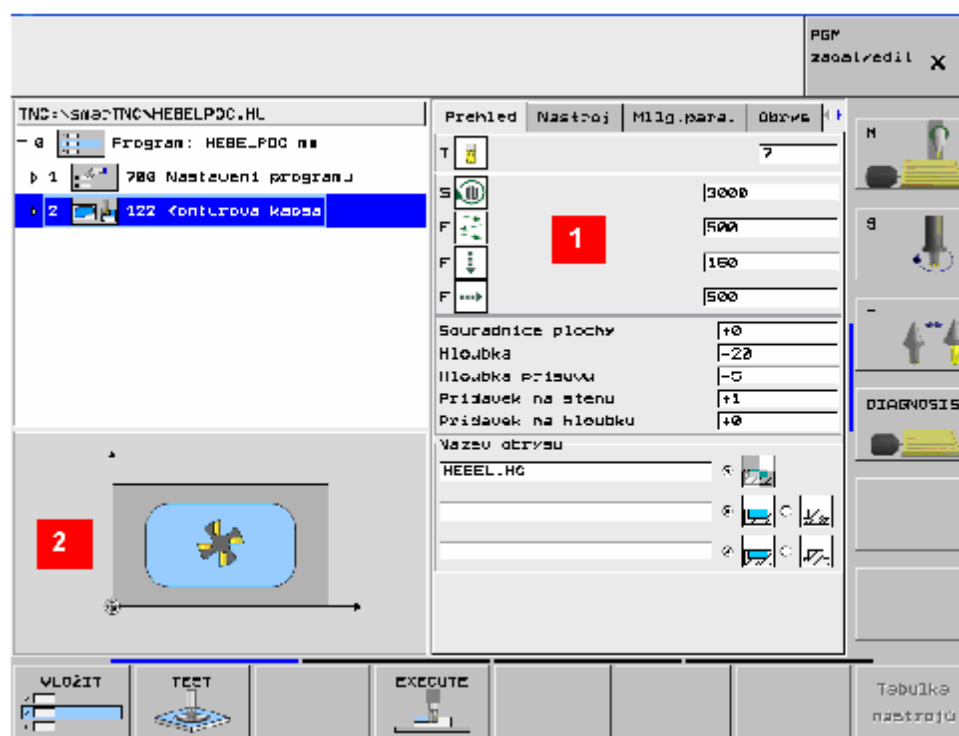 PGM
zadat/edit X
TNC:\smarTNC\HEBELPOC.HU
Prehled Nastroj Milg.para. Obrys
0 Program: HEBE_POC mm
1 700 Nastaveni programu
2 122 Konturova kapsa
T 7
S 3000
F 500
F 150
F 500
1
Souradnice plochy +0
Hloubka -20
Hloubka prisuvu -5
Pridavek na stenu +1
Pridavek na hloubku +0
Nazev obrysu
HEBEL.HC
2
M
S
DIAGNOSIS
VLOŽIT
TEST
EXECUTE
Tabulka
nastrojů